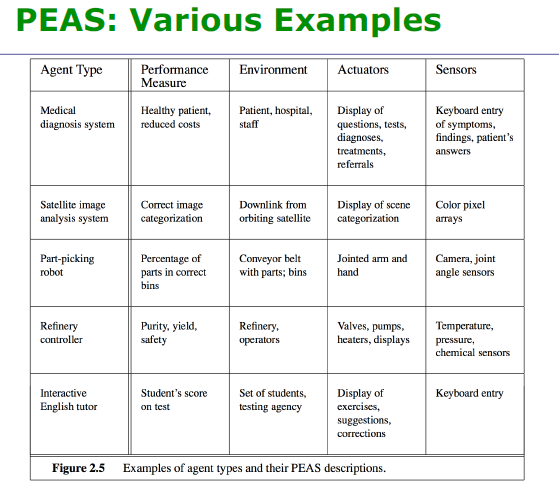 PEAS: Various Examples
Agent Type
Performance
Measure
Environment
Actuators
Sensors
Medical
diagnosis system
Healthy patient,
reduced costs
Patient, hospital,
staff
Display of
questions, tests,
diagnoses,
treatments,
referrals
Keyboard entry
of symptoms,
findings, patient's
answers
Satellite image
analysis system
Correct image
categorization
Downlink from
orbiting satellite
Display of scene
categorization
Color pixel
arrays
Part-picking
robot
Percentage of
parts in correct
bins
Conveyor belt
with parts; bins
Jointed arm and
hand
Camera, joint
angle sensors
Refinery
controller
Purity, yield,
safety
Refinery,
operators
Valves, pumps,
heaters, displays
Temperature,
pressure,
chemical sensors
Interactive
English tutor
Student's score
on test
Set of students,
testing agency
Display of
exercises,
suggestions,
corrections
Keyboard entry
Figure 2.5 Examples of agent types and their PEAS descriptions.